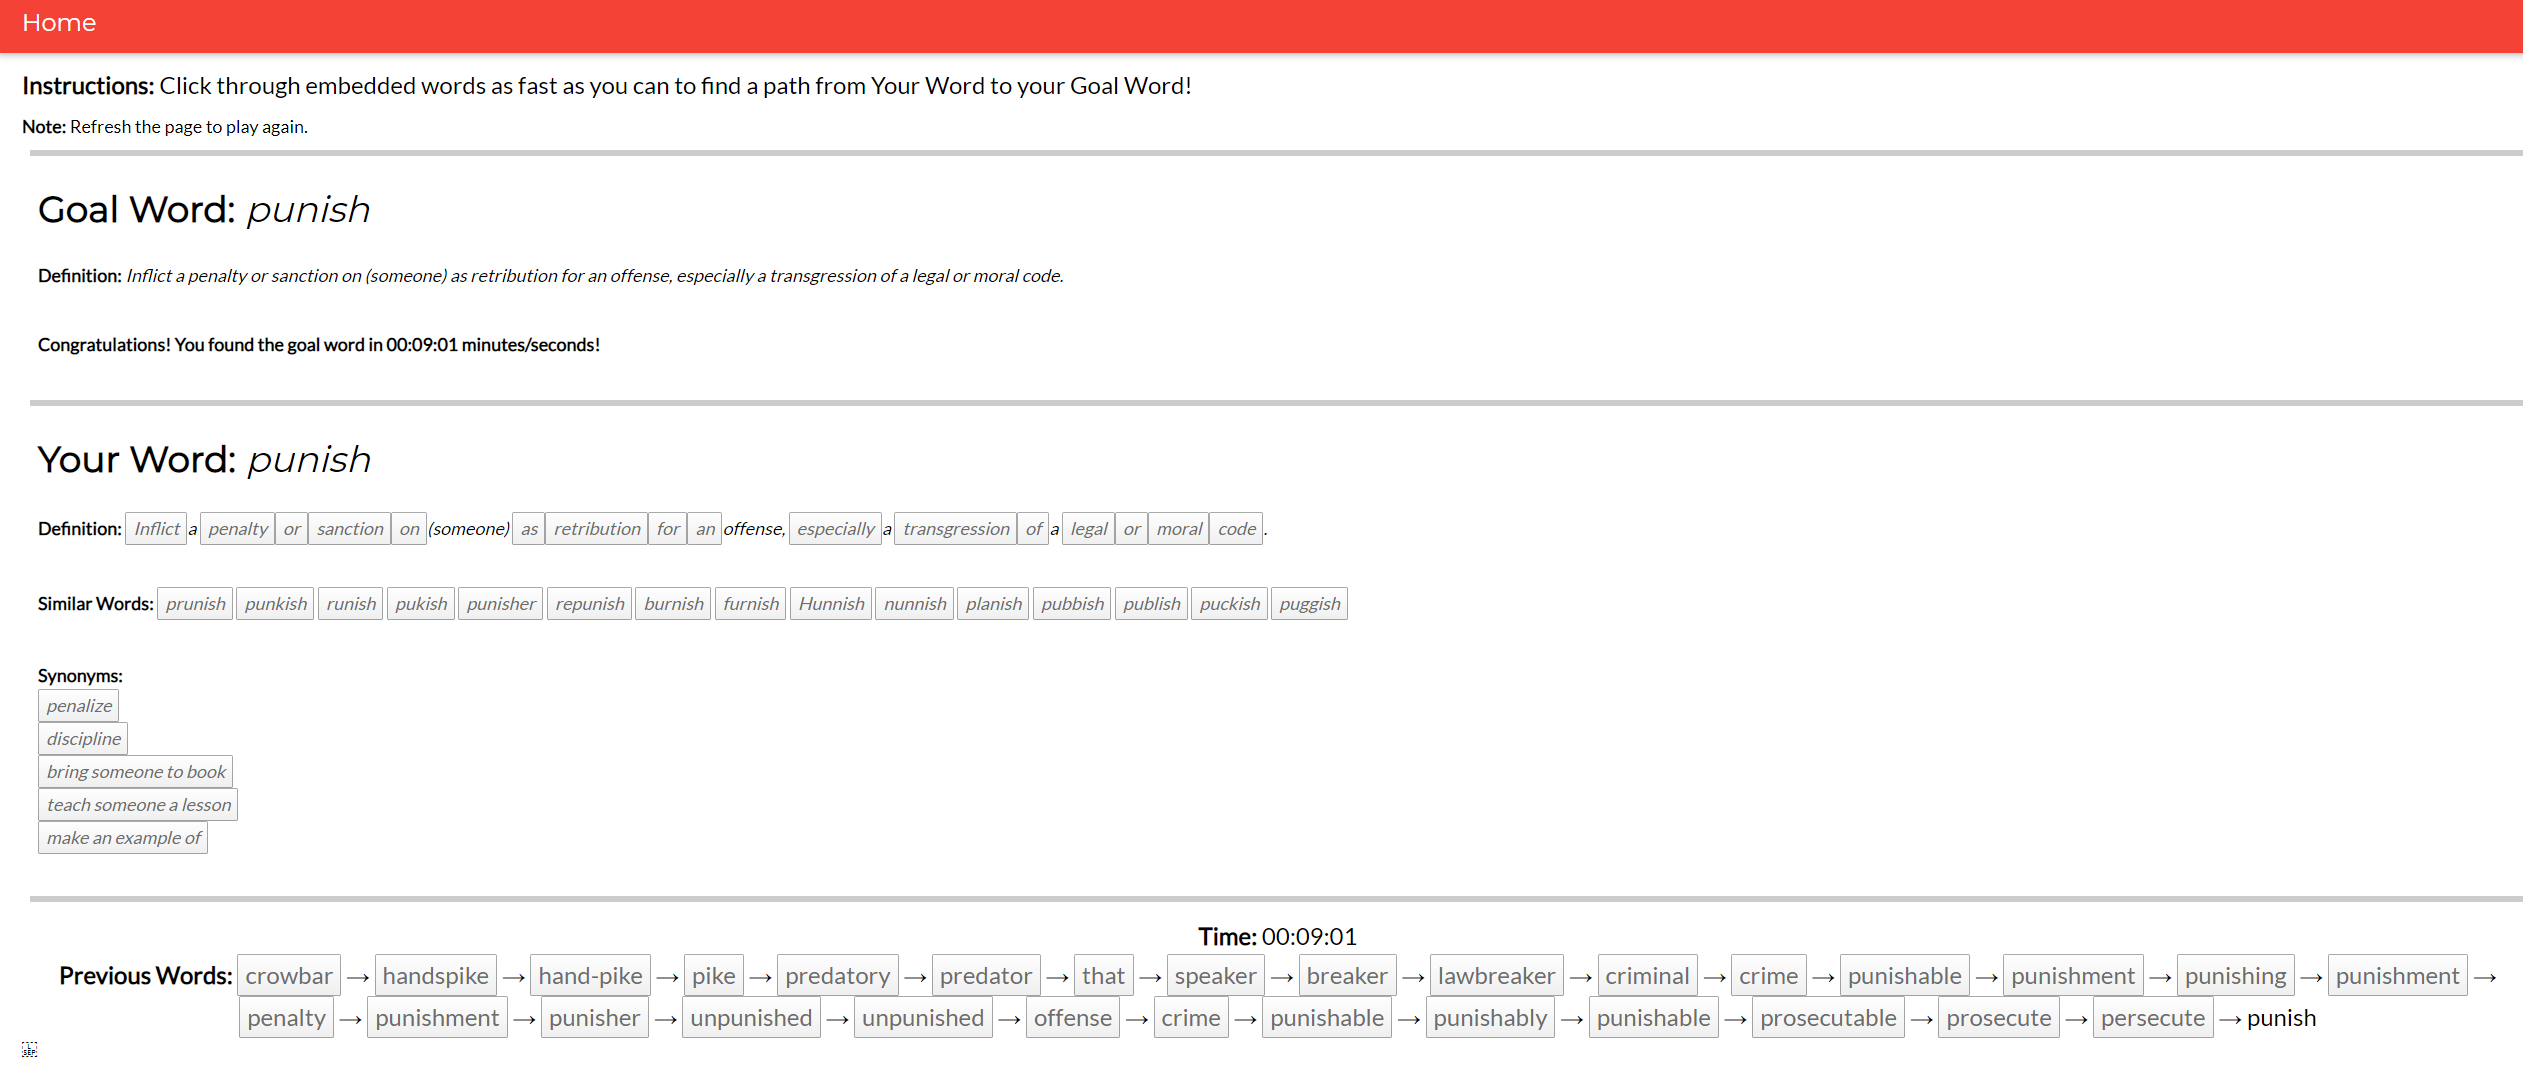 Home
Instructions: Click through embedded words as fast as you can to find a path from Your Word to your Goal Word!
Note: Refresh the page to play again.
Goal Word: punish
Definition: Inflict a penalty or sanction on (someone) as retribution for an offense, especially a transgression of a legal or moral code.
Congratulations! You found the goal word in 00:09:01 minutes/seconds!
Your Word: punish
Definition: Inflict a penalty or sanction on (someone) as retribution for an offense, especially a transgression of a legal or moral code.
Similar Words: prunish punkish runish pukish punisher repunish burnish furnish Hunnish nunnish planish pubbish publish puckish puggish
Synonyms:
penalize
discipline
bring someone to book
teach someone a lesson
make an example of
Time: 00:09:01
Previous Words: crowbar → handspike → hand-pike → pike → predatory → predator → that → speaker → breaker → lawbreaker → criminal → crime → punishable → punishment → punishing → punishment →
penalty → punishment → punisher → unpunished → unpunished → offense → crime → punishable → punishably → punishable → prosecutable → prosecute → persecute → punish
L SEP